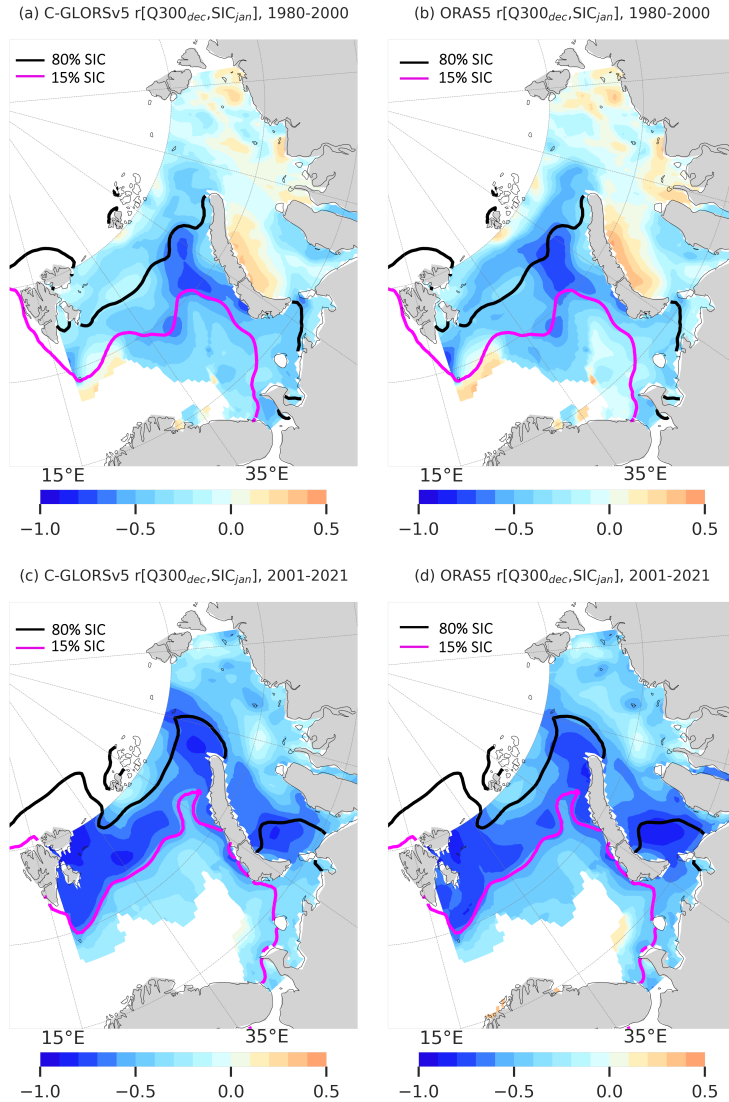 (a) C-GLORSv5 r[Q300dec,SICjan], 1980-2000
80% SIC
15% SIC
15°E
35°E
−1.0 −0.5 0.0 0.5
(b) ORAS5 r[Q300dec,SICjan], 1980-2000
80% SIC
15% SIC
15°E
35°E
−1.0 −0.5 0.0 0.5
(c) C-GLORSv5 r[Q300dec,SICjan], 2001-2021
80% SIC
15% SIC
15°E
35°E
−1.0 −0.5 0.0 0.5
(d) ORAS5 r[Q300dec,SICjan], 2001-2021
80% SIC
15% SIC
15°E
35°E
−1.0 −0.5 0.0 0.5